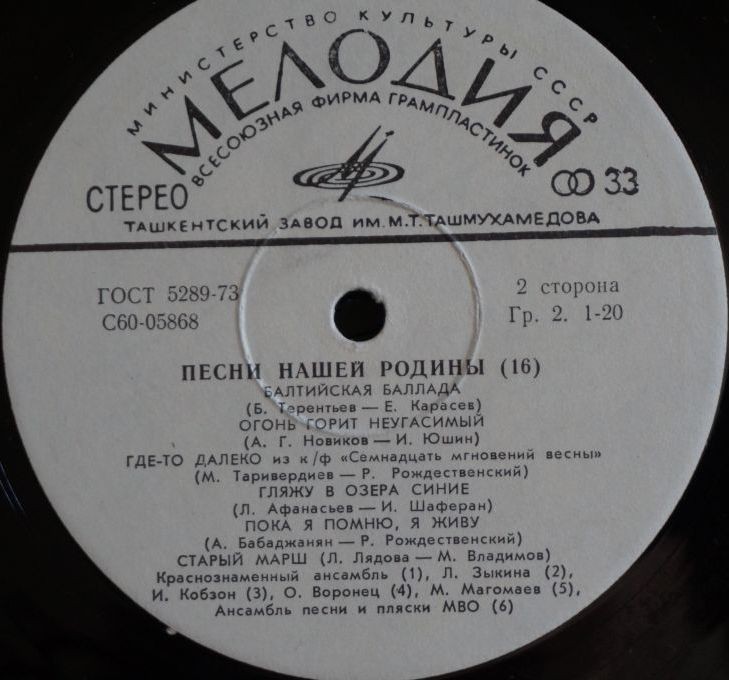 МИНИСТЕРСТВО КУЛЬТУРЫ СССР
МЕЛОДИЯ
ВСЕСОЮЗНАЯ ФИРМА ГРАМПЛАСТИНОК
СТЕРЕО
33
ТАШКЕНТСКИЙ ЗАВОД ИМ. М.Т.ТАШМУХАМЕДОВА
ГОСТ 5289-73
2 сторона
С60-05868
Гр. 2. 1-20
ПЕСНИ НАШЕЙ РОДИНЫ (16)
БАЛТИЙСКАЯ БАЛЛАДА
(Б. Терентьев — Е. Карасев)
ОГОНЬ ГОРИТ НЕУГАСИМЫЙ
(А. Г. Новиков — И. Юшин)
ГДЕ-ТО ДАЛЕКО из к/ф «Семнадцать мгновений весны»
(М. Таривердиев — Р. Рождественский)
ГЛЯЖУ В ОЗЕРА СИНИЕ
(Л. Афанасьев — И. Шаферан)
ПОКА Я ПОМНЮ, Я ЖИВУ
(А. Бабаджанян — Р. Рождественский)
СТАРЫЙ МАРШ (Л. Лядова — М. Владимов)
Краснознаменный ансамбль (1), Л. Зыкина (2),
И. Кобзон (3), О. Воронец (4), М. Магомаев (5),
Ансамбль песни и пляски МВО (6)